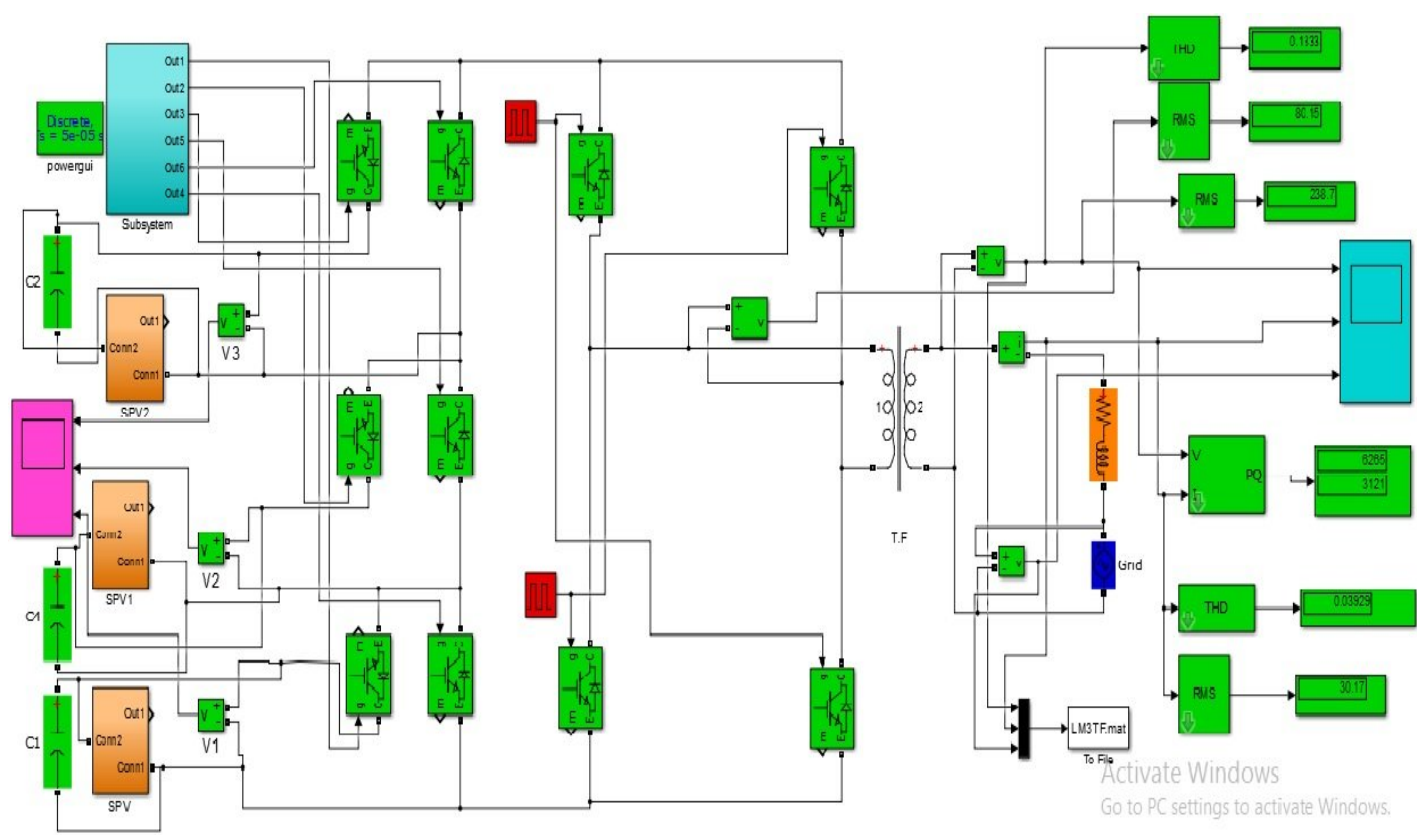 Discrete,
s = 5e-05 s
powergui
Out1
Out2
Out3
Out5
Out6
Out4
Subsystem
C2
Out1
Conn2
Conn1
SPV2
V
+
-
V3
Out1
Conn2
Conn1
SPV1
V
+
-
V2
C1
Out1
Conn2
Conn1
SPV
V
+
-
V1
m
E
g
C
g
C
m
E
m
E
g
C
g
C
m
E
g
C
m
E
g
C
m
E
g
C
m
E
g
C
m
E
g
C
m
E
+
-
v
+
1
2
+
T.F
+
-
v
+
i
-
+
-
v
Grid
THD
RMS
80.15
RMS
238.7
V
PQ
6265
3121
THD
0.03929
RMS
30.17
LM3TF.mat
To File
Activate Windows
Go to PC settings to activate Windows.